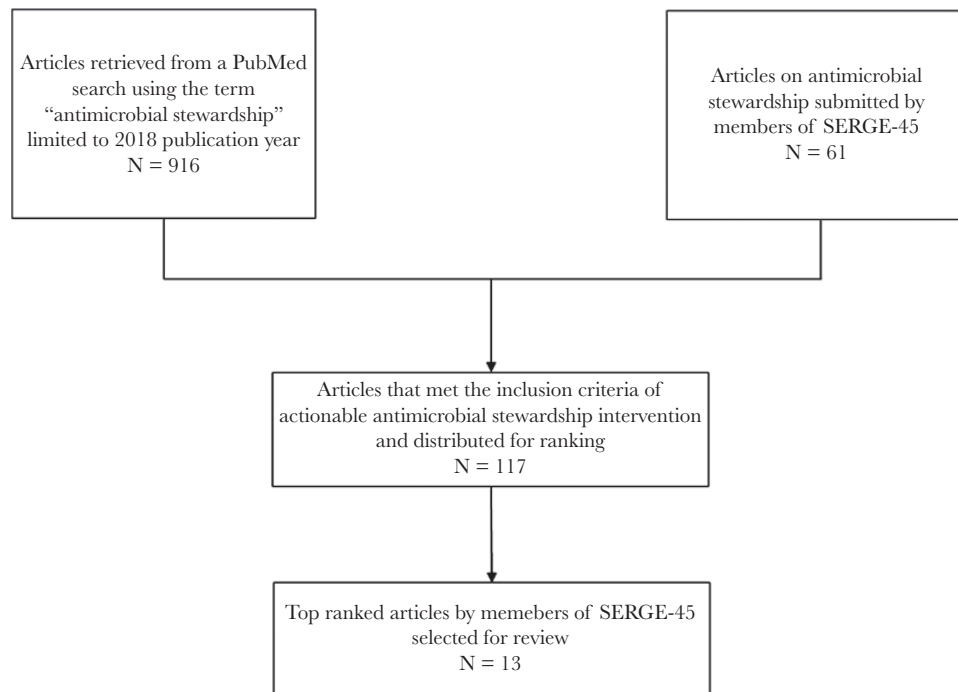 Articles retrieved from a PubMed
search using the term
“antimicrobial stewardship”
limited to 2018 publication year
N = 916
Articles on antimicrobial
stewardship submitted by
members of SERGE-45
N = 61
Articles that met the inclusion criteria of
actionable antimicrobial stewardship intervention
and distributed for ranking
N = 117
Top ranked articles by memebers of SERGE-45
selected for review
N = 13